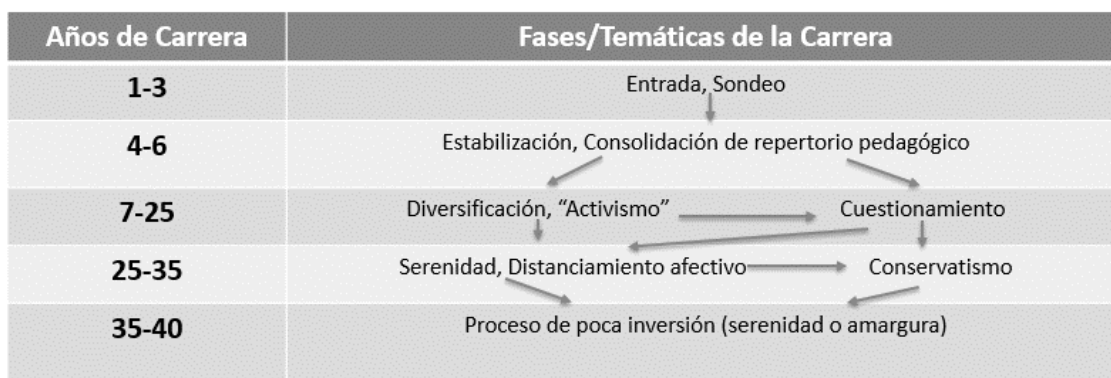 Años de Carrera Fases/Temáticas de la Carrera
1-3 Entrada, Sondeo
4-6 Estabilización, Consolidación de repertorio pedagógico
7-25 Diversificación, “Activismo” Cuestionamiento
25-35 Serenidad, Distanciamiento afectivo Conservatismo
35-40 Proceso de poca inversión (serenidad o amargura)